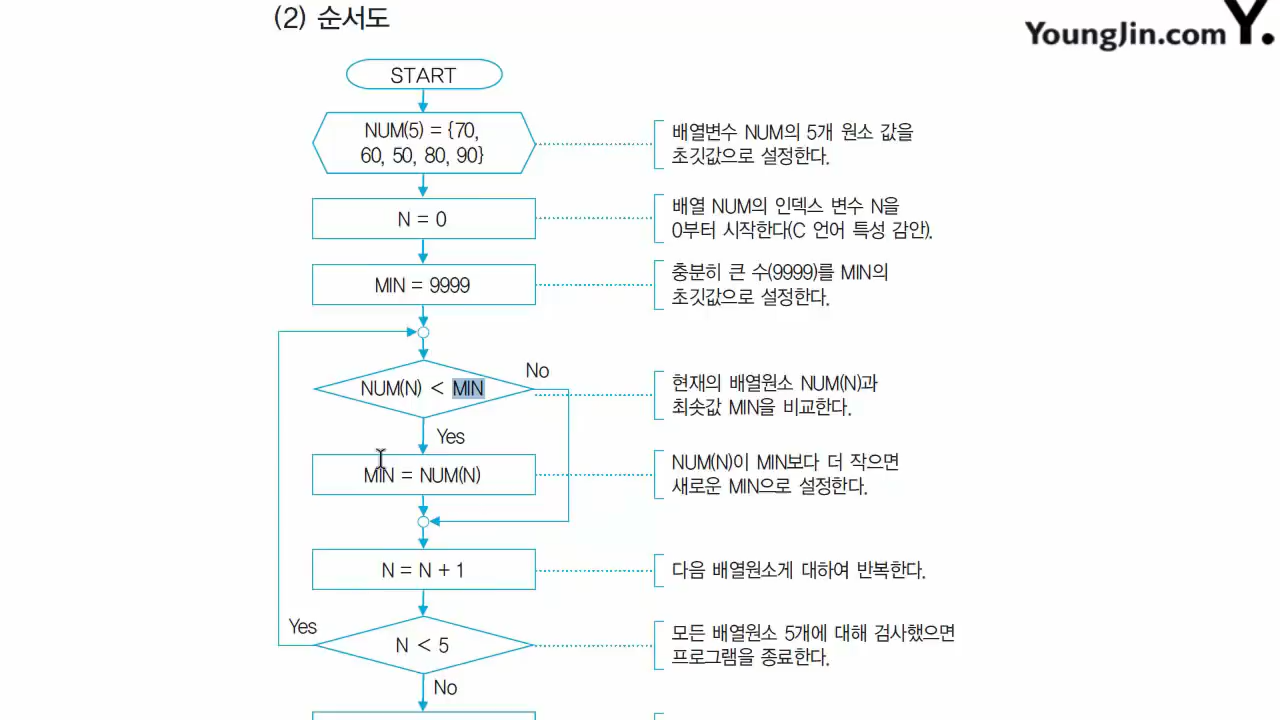 (2) 순서도
YoungJin.com Y.
START
NUM(5) = {70,
60, 50, 80, 90}
배열변수 NUM의 5개 원소 값을
초깃값으로 설정한다.
N = 0
배열 NUM의 인덱스 변수 N을
0부터 시작한다(C 언어 특성 감안).
MIN = 9999
충분히 큰 수(9999)를 MIN의
초깃값으로 설정한다.
NUM(N) < MIN
No
현재의 배열원소 NUM(N)과
최솟값 MIN을 비교한다.
Yes
MIN = NUM(N)
NUM(N)이 MIN보다 더 작으면
새로운 MIN으로 설정한다.
N = N + 1
다음 배열원소게 대하여 반복한다.
Yes
N < 5
모든 배열원소 5개에 대해 검사했으면
프로그램을 종료한다.
No